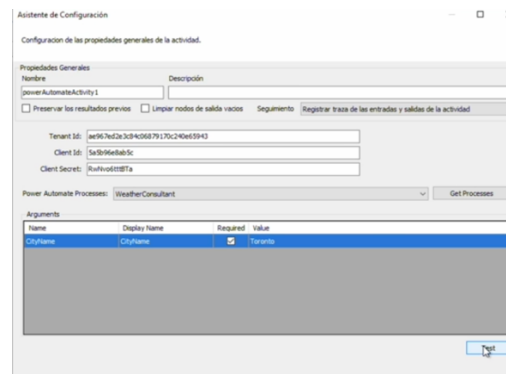 Asistente de Configuración
Configuracion de las propiedades generales de la actividad.
Propiedades Generales
Nombre Descripción
powerAutomateActivity1
Preservar los resultados previos Limpiar nodos de salida vacios Seguimiento Registrar traza de las entradas y salidas de la actividad
Tenant Id: ae967ed2e3c84c06879170c240e65943
Client Id: 5a5b96e8ab5c
Client Secret: RwNvo6tttBTa
Power Automate Processes: WeatherConsultant Get Processes
Arguments
Name Display Name Required Value
CityName CityName Toronto
Test